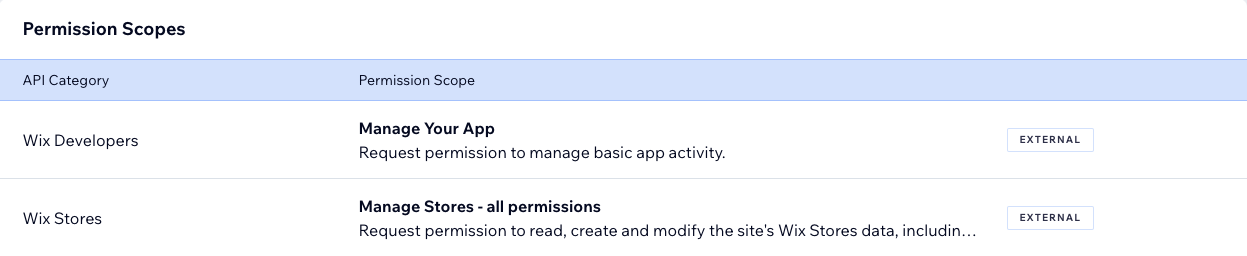 Permission Scopes
API Category Permission Scope
Wix Developers
Manage Your App
Request permission to manage basic app activity.
EXTERNAL
Wix Stores
Manage Stores - all permissions
Request permission to read, create and modify the site's Wix Stores data, includin…
EXTERNAL